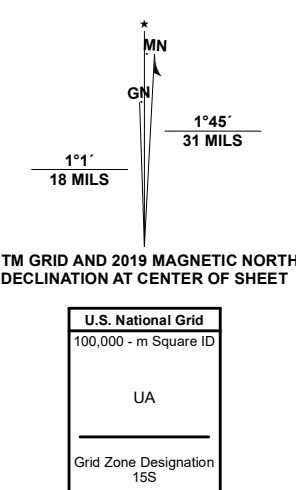 ★
MN
GN
1°45´
31 MILS
1°1´
18 MILS
TM GRID AND 2019 MAGNETIC NORTH
DECLINATION AT CENTER OF SHEET
U.S. National Grid
100,000 - m Square ID
UA
Grid Zone Designation
15S